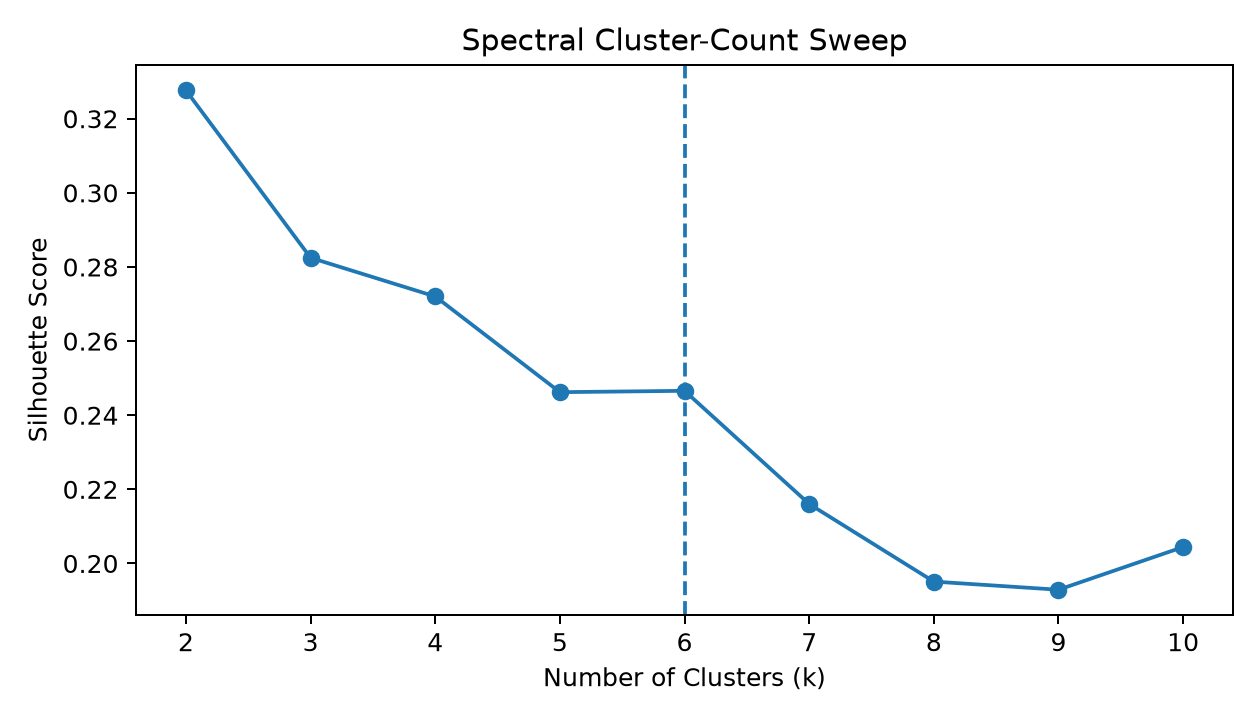 Spectral Cluster-Count Sweep
Silhouette Score
0.32
0.30
0.28
0.26
0.24
0.22
0.20
2 3 4 5 6 7 8 9 10
Number of Clusters (k)